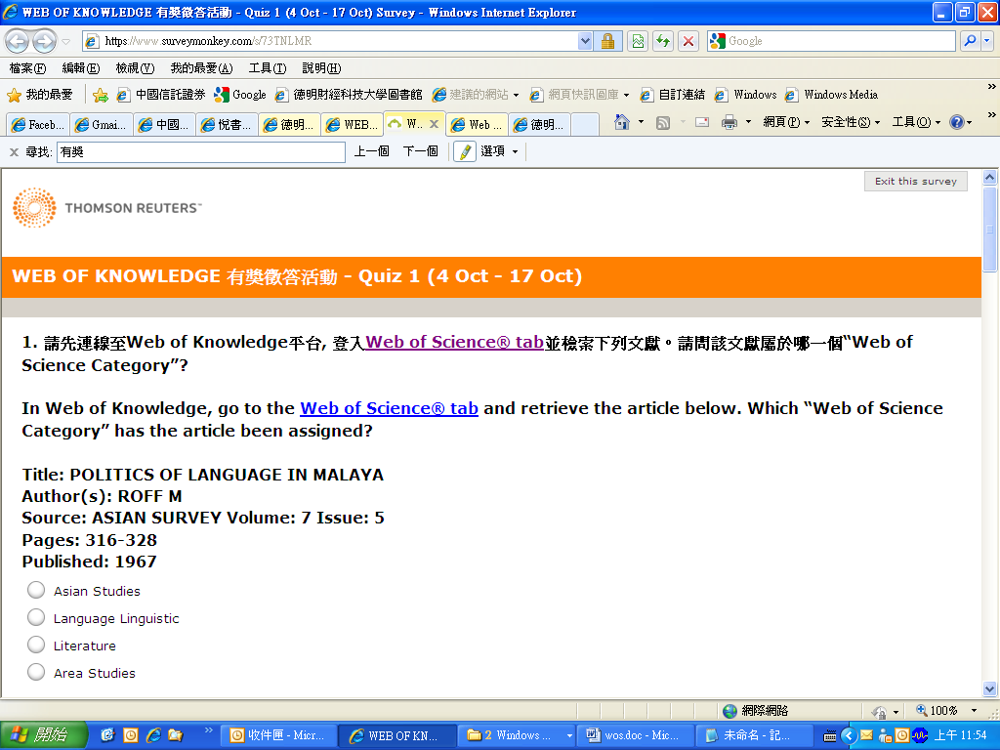 WEB OF KNOWLEDGE 有獎徵答活動 - Quiz 1 (4 Oct - 17 Oct) Survey - Windows Internet Explorer
https://www.surveymonkey.com/s/73TNLMR
Google
檔案(F) 編輯(E) 檢視(V) 我的最愛(A) 工具(T) 說明(H)
我的最愛 中國信託證券 Google 德明財經科技大學圖書館 建議的網站 網頁快訊圖庫 自訂連結 Windows Windows Media
Faceb... Gmai... 中國... 悅書... 德明... WEB... W... Web ... 德明... 網頁(P) 安全性(S) 工具(O)
尋找: 有獎 上一個 下一個 選項
Exit this survey
THOMSON REUTERS™
WEB OF KNOWLEDGE 有獎徵答活動 - Quiz 1 (4 Oct - 17 Oct)
1. 請先連線至Web of Knowledge平台, 登入Web of Science® tab並檢索下列文獻。請問該文獻屬於哪一個“Web of
Science Category”?
In Web of Knowledge, go to the Web of Science® tab and retrieve the article below. Which “Web of Science
Category” has the article been assigned?
Title: POLITICS OF LANGUAGE IN MALAYA
Author(s): ROFF M
Source: ASIAN SURVEY Volume: 7 Issue: 5
Pages: 316-328
Published: 1967
Asian Studies
Language Linguistic
Literature
Area Studies
網際網路 100%
開始 收件匣 - Micr... WEB OF KN... 2 Windows ... wos.doc - Mic... 未命名 - 記... 上午 11:54